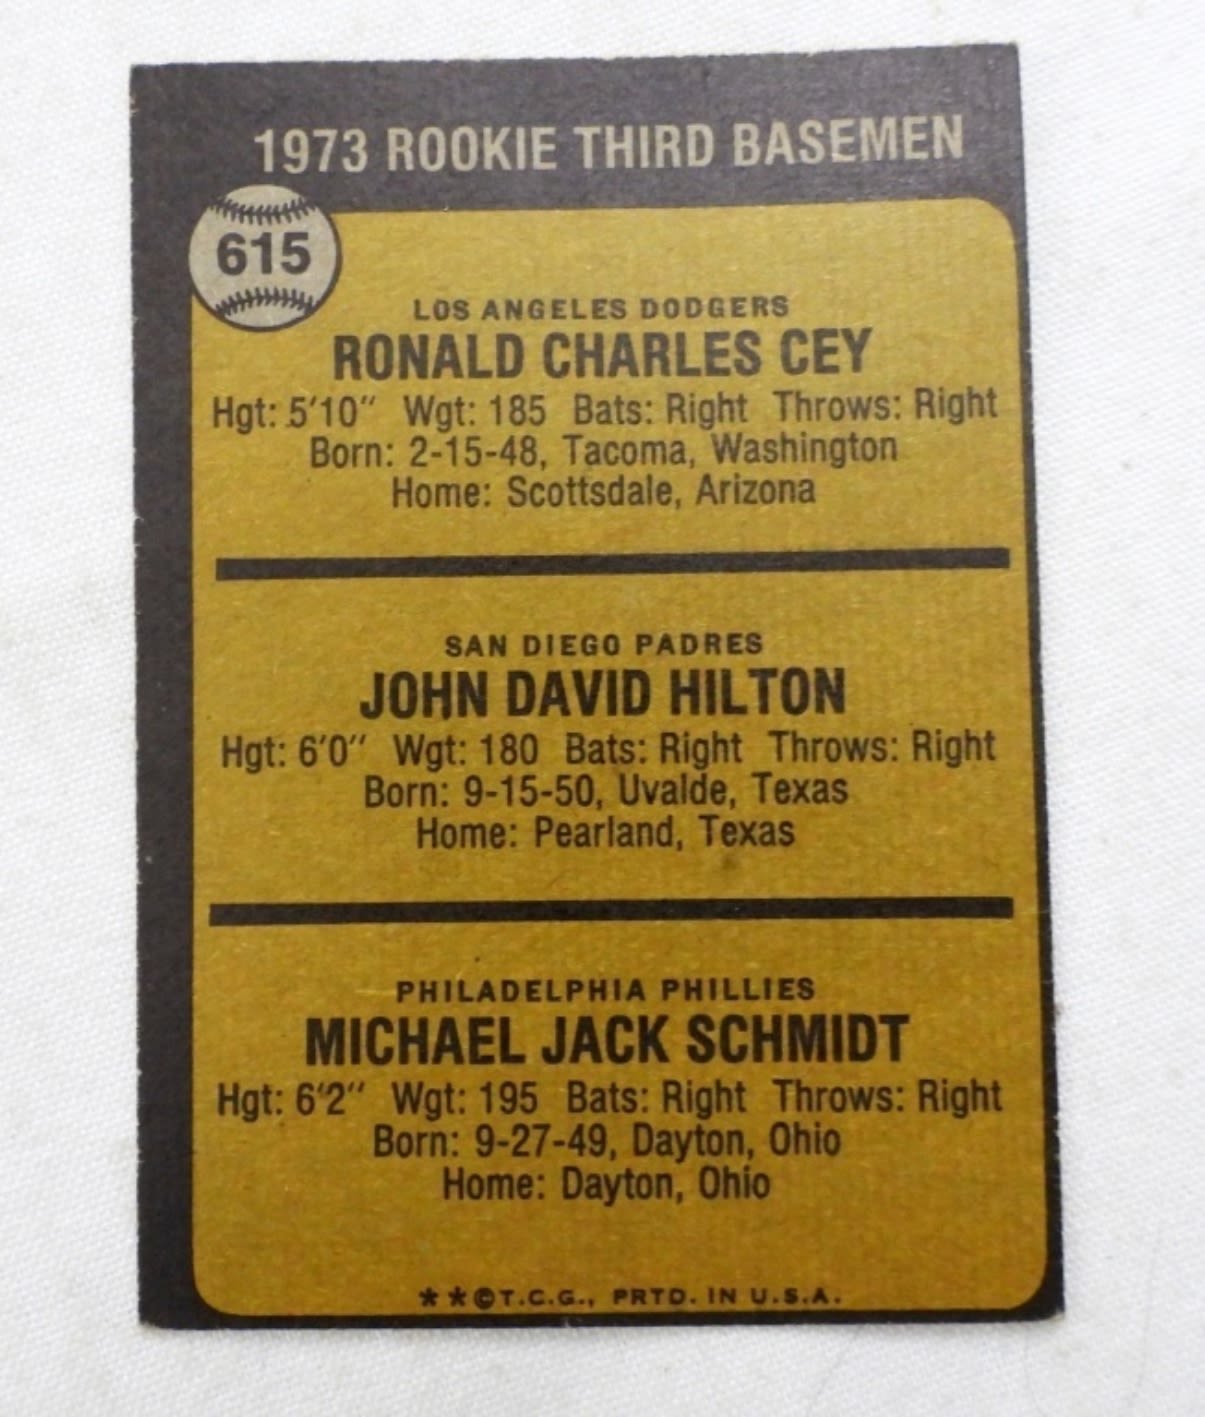 1973 ROOKIE THIRD BASEMEN
615
LOS ANGELES DODGERS
RONALD CHARLES CEY
Hgt: 5'10" Wgt: 185 Bats: Right Throws: Right
Born: 2-15-48, Tacoma, Washington
Home: Scottsdale, Arizona
SAN DIEGO PADRES
JOHN DAVID HILTON
Hgt: 6'0" Wgt: 180 Bats: Right Throws: Right
Born: 9-15-50, Uvalde, Texas
Home: Pearland, Texas
PHILADELPHIA PHILLIES
MICHAEL JACK SCHMIDT
Hgt: 6'2" Wgt: 195 Bats: Right Throws: Right
Born: 9-27-49, Dayton, Ohio
Home: Dayton, Ohio
* * © T.C.G., PRTD. IN U.S.A.